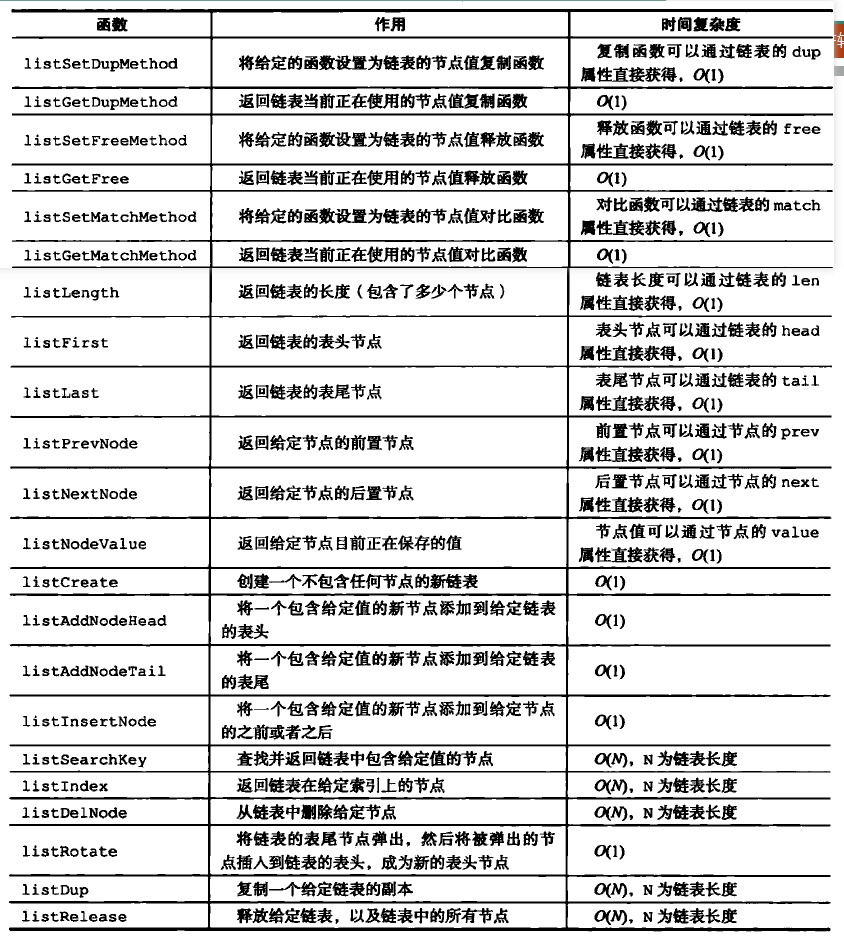 函数 作用 时间复杂度
listSetDupMethod 将给定的函数设置为链表的节点值复制函数 复制函数可以通过链表的 dup
属性直接获得，O(1)
listGetDupMethod 返回链表当前正在使用的节点值复制函数 O(1)
listSetFreeMethod 将给定的函数设置为链表的节点值释放函数 释放函数可以通过链表的 free
属性直接获得，O(1)
listGetFree 返回链表当前正在使用的节点值释放函数 O(1)
listSetMatchMethod 将给定的函数设置为链表的节点值对比函数 对比函数可以通过链表的 match
属性直接获得，O(1)
listGetMatchMethod 返回链表当前正在使用的节点值对比函数 O(1)
listLength 返回链表的长度（包含了多少个节点） 链表长度可以通过链表的 len
属性直接获得，O(1)
listFirst 返回链表的表头节点 表头节点可以通过链表的 head
属性直接获得，O(1)
listLast 返回链表的表尾节点 表尾节点可以通过链表的 tail
属性直接获得，O(1)
listPrevNode 返回给定节点的前置节点 前置节点可以通过节点的 prev
属性直接获得，O(1)
listNextNode 返回给定节点的后置节点 后置节点可以通过节点的 next
属性直接获得，O(1)
listNodeValue 返回给定节点目前正在保存的值 节点值可以通过节点的 value
属性直接获得，O(1)
listCreate 创建一个不包含任何节点的新链表 O(1)
listAddNodeHead 将一个包含给定值的新节点添加到给定链表
的表头 O(1)
listAddNodeTail 将一个包含给定值的新节点添加到给定链表
的表尾 O(1)
listInsertNode 将一个包含给定值的新节点添加到给定节点
的之前或者之后 O(1)
listSearchKey 查找并返回链表中包含给定值的节点 O(N)，N 为链表长度
listIndex 返回链表在给定索引上的节点 O(N)，N 为链表长度
listDelNode 从链表中删除给定节点 O(N)，N 为链表长度
listRotate 将链表的表尾节点弹出，然后将被弹出的节
点插入到链表的表头，成为新的表头节点 O(1)
listDup 复制一个给定链表的副本 O(N)，N 为链表长度
listRelease 释放给定链表，以及链表中的所有节点 O(N)，N 为链表长度